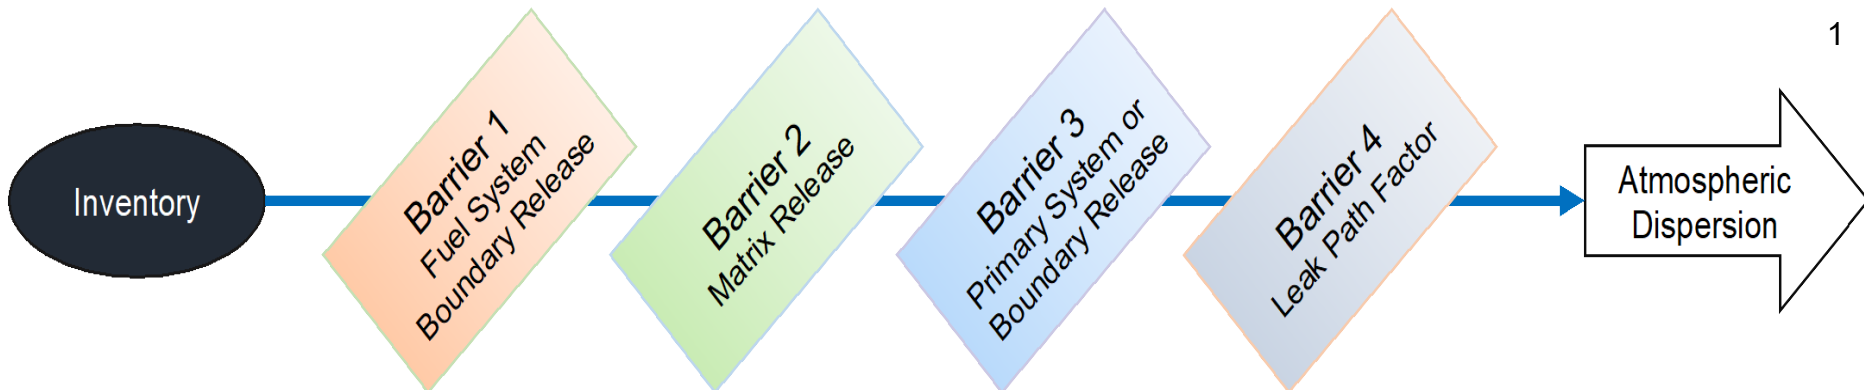 1
Inventory
Barrier 1
Fuel System
Boundary Release
Barrier 2
Matrix Release
Barrier 3
Primary System or
Boundary Release
Barrier 4
Leak Path Factor
Atmospheric
Dispersion